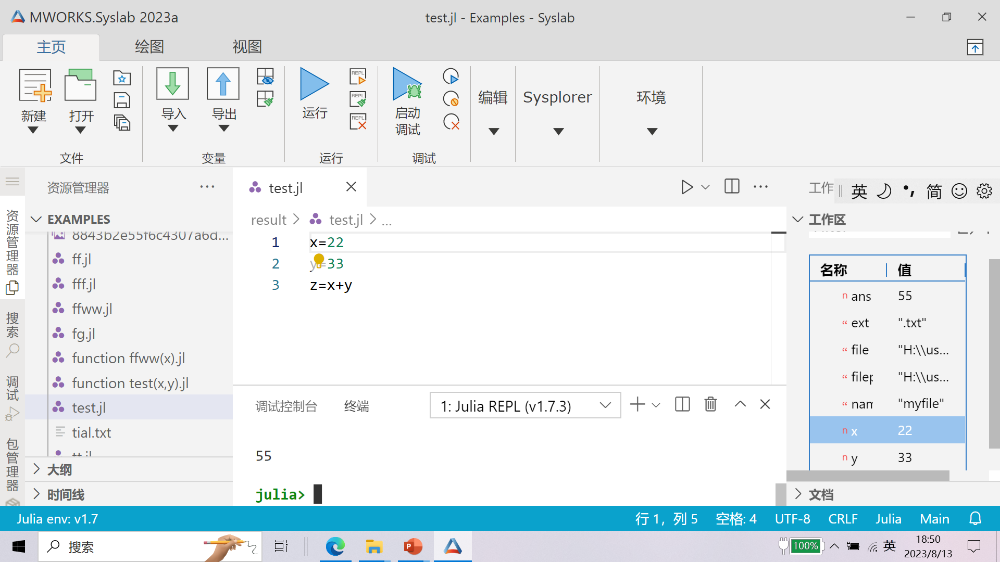 MWORKS.Syslab 2023a
test.jl - Examples - Syslab
主页
绘图
视图
新建
打开
文件
导入
导出
变量
运行
REPL
REPL
REPL
运行
启动
调试
调试
编辑
Sysplorer
环境
资源管理器
搜索
调试
包管理器
资源管理器
EXAMPLES
8843b2e55f6c4307a6d...
ff.jl
fff.jl
ffww.jl
fg.jl
function ffww(x).jl
function test(x,y).jl
test.jl
tial.txt
tt.jl
大纲
时间线
test.jl
result > test.jl > ...
1 x=22
2 y=33
3 z=x+y
调试控制台
终端
1: Julia REPL (v1.7.3)
55
julia>
工作
英 简
工作区
名称 值
ans 55
ext ".txt"
file "H:\\us...
filep "H:\\us...
nam "myfile"
x 22
y 33
文档
Julia env: v1.7
行 1，列 5
空格: 4
UTF-8
CRLF
Julia
Main
搜索
P
100%
英
18:50
2023/8/13